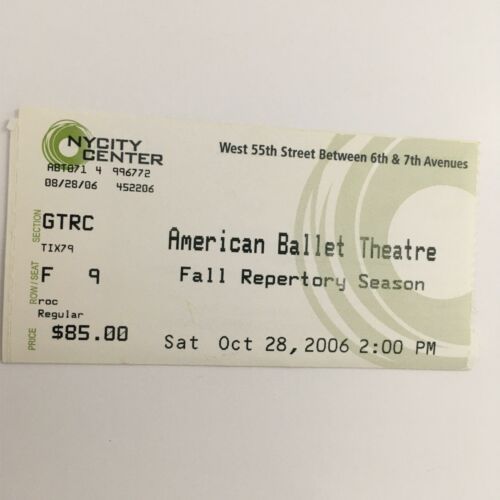 NYCITY
CENTER
West 55th Street Between 6th & 7th Avenues
ABT071 4 996772
08/28/06 452206
SECTION
GTRC
TIX79
ROW/SEAT
F 9
roc
Regular
PRICE
$85.00
American Ballet Theatre
Fall Repertory Season
Sat Oct 28, 2006 2:00 PM